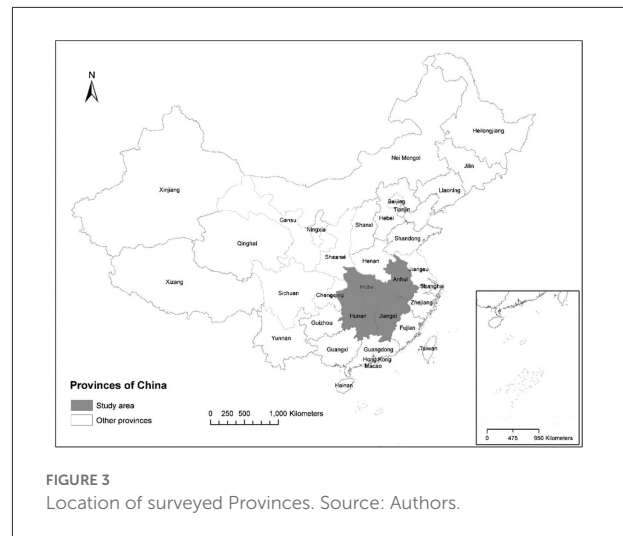 N
Heilongjiang
Nei Mongol
Jilin
Xinjiang
Liaoning
Beijing
Tianjin
Gansu
Hebei
Shanxi
Ningxia
Shandong
Qinghai
Shaanxi
Henan
Jiangsu
Anhui
Xizang
Shanghai
Hubei
Sichuan
Chongqing
Zhejiang
Hunan
Jiangxi
Guizhou
Fujian
Yunnan
Guangxi
Guangdong
Taiwan
Hong Kong
Macao
Hainan
Provinces of China
Study area
Other provinces
0 250 500 1,000 Kilometers
0 475 950 Kilometers
FIGURE 3
Location of surveyed Provinces. Source: Authors.